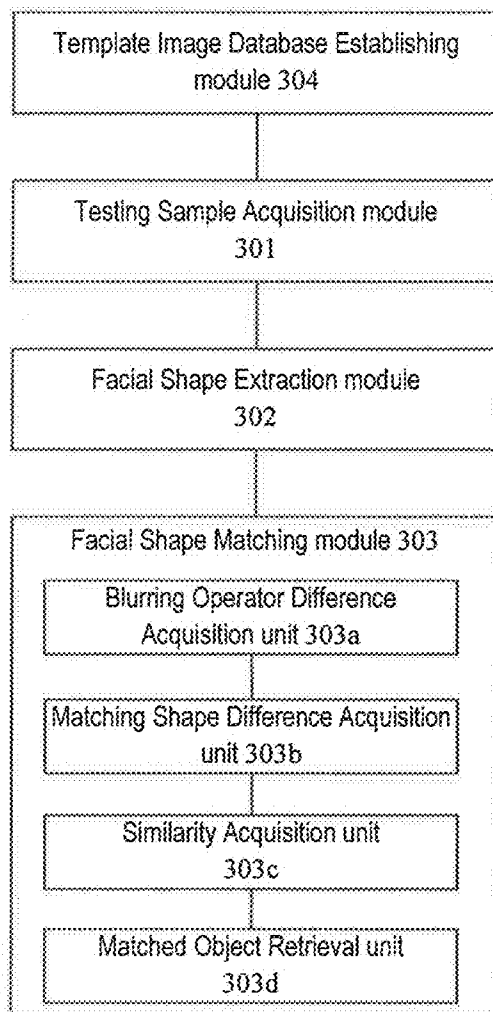 Template Image Database Establishing
module 304
Testing Sample Acquisition module
301
Facial Shape Extraction module
302
Facial Shape Matching module 303
Blurring Operator Difference
Acquisition unit 303a
Matching Shape Difference Acquisition
unit 303b
Similarity Acquisition unit
303c
Matched Object Retrieval unit
303d